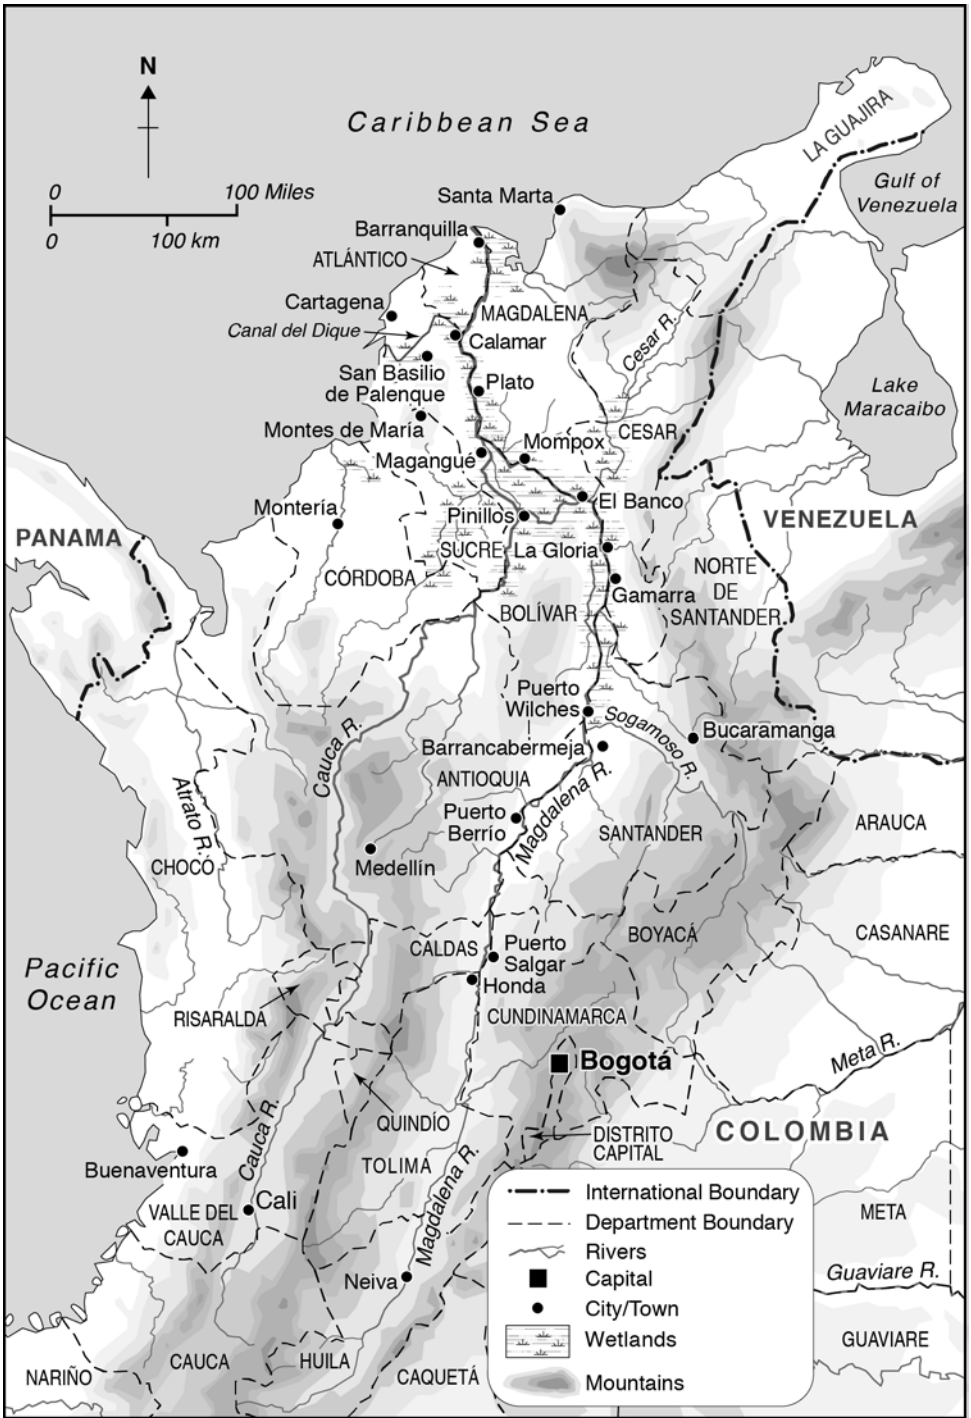 N
Caribbean Sea
0
100 Miles
0
100 km
LA GUAJIRA
Gulf of
Venezuela
Santa Marta
Barranquilla
ATLÁNTICO
Cartagena
MAGDALENA
Canal del Dique
Calamar
Cesar R.
San Basilio
de Palenque
Plato
Lake
Maracaibo
Montes de María
CESAR
Mompox
Magangué
El Banco
Montería
Pinillos
VENEZUELA
PANAMA
SUCRE
La Gloria
CÓRDOBA
NORTE
DE
SANTANDER
Gamarra
BOLÍVAR
Puerto
Wilches
Sogamoso R.
Bucaramanga
Cauca R.
Barrancabermeja
ANTIOQUIA
Magdalena R.
Atrato R.
Puerto
Berrío
SANTANDER
ARAUCA
CHOCÓ
Medellín
BOYACÁ
CASANARE
CALDAS
Puerto
Salgar
Pacific
Ocean
Honda
RISARALDA
CUNDINAMARCA
Meta R.
Bogotá
QUINDÍO
COLOMBIA
DISTRITO
CAPITAL
Cauca R.
Buenaventura
TOLIMA
Magdalena R.
Cali
VALLE DEL
CAUCA
META
Neiva
Guaviare R.
GUAVIARE
NARIÑO
CAUCA
HUILA
CAQUETÁ
International Boundary
Department Boundary
Rivers
Capital
City/Town
Wetlands
Mountains